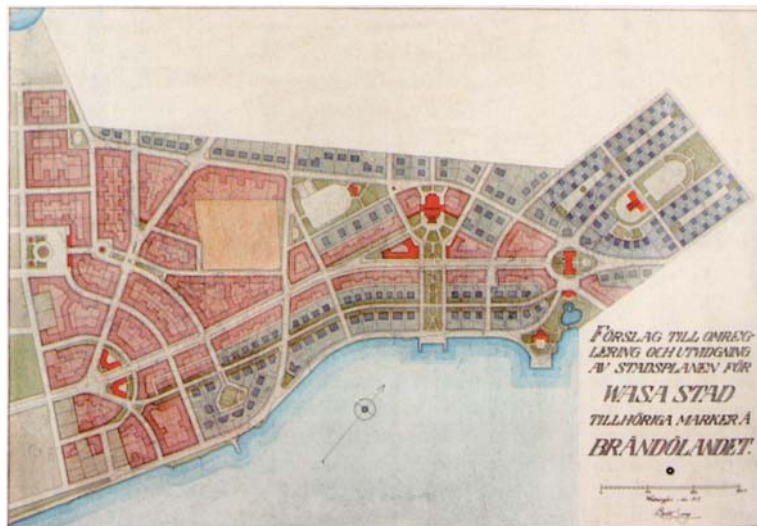 FÖRSLAG TILL OMREG-
LERING OCH UTVIDGNING
AV STADSPLANEN FÖR
WASA STAD
TILLHÖRIGA MARKER Å
BRÄNDÖLANDET.